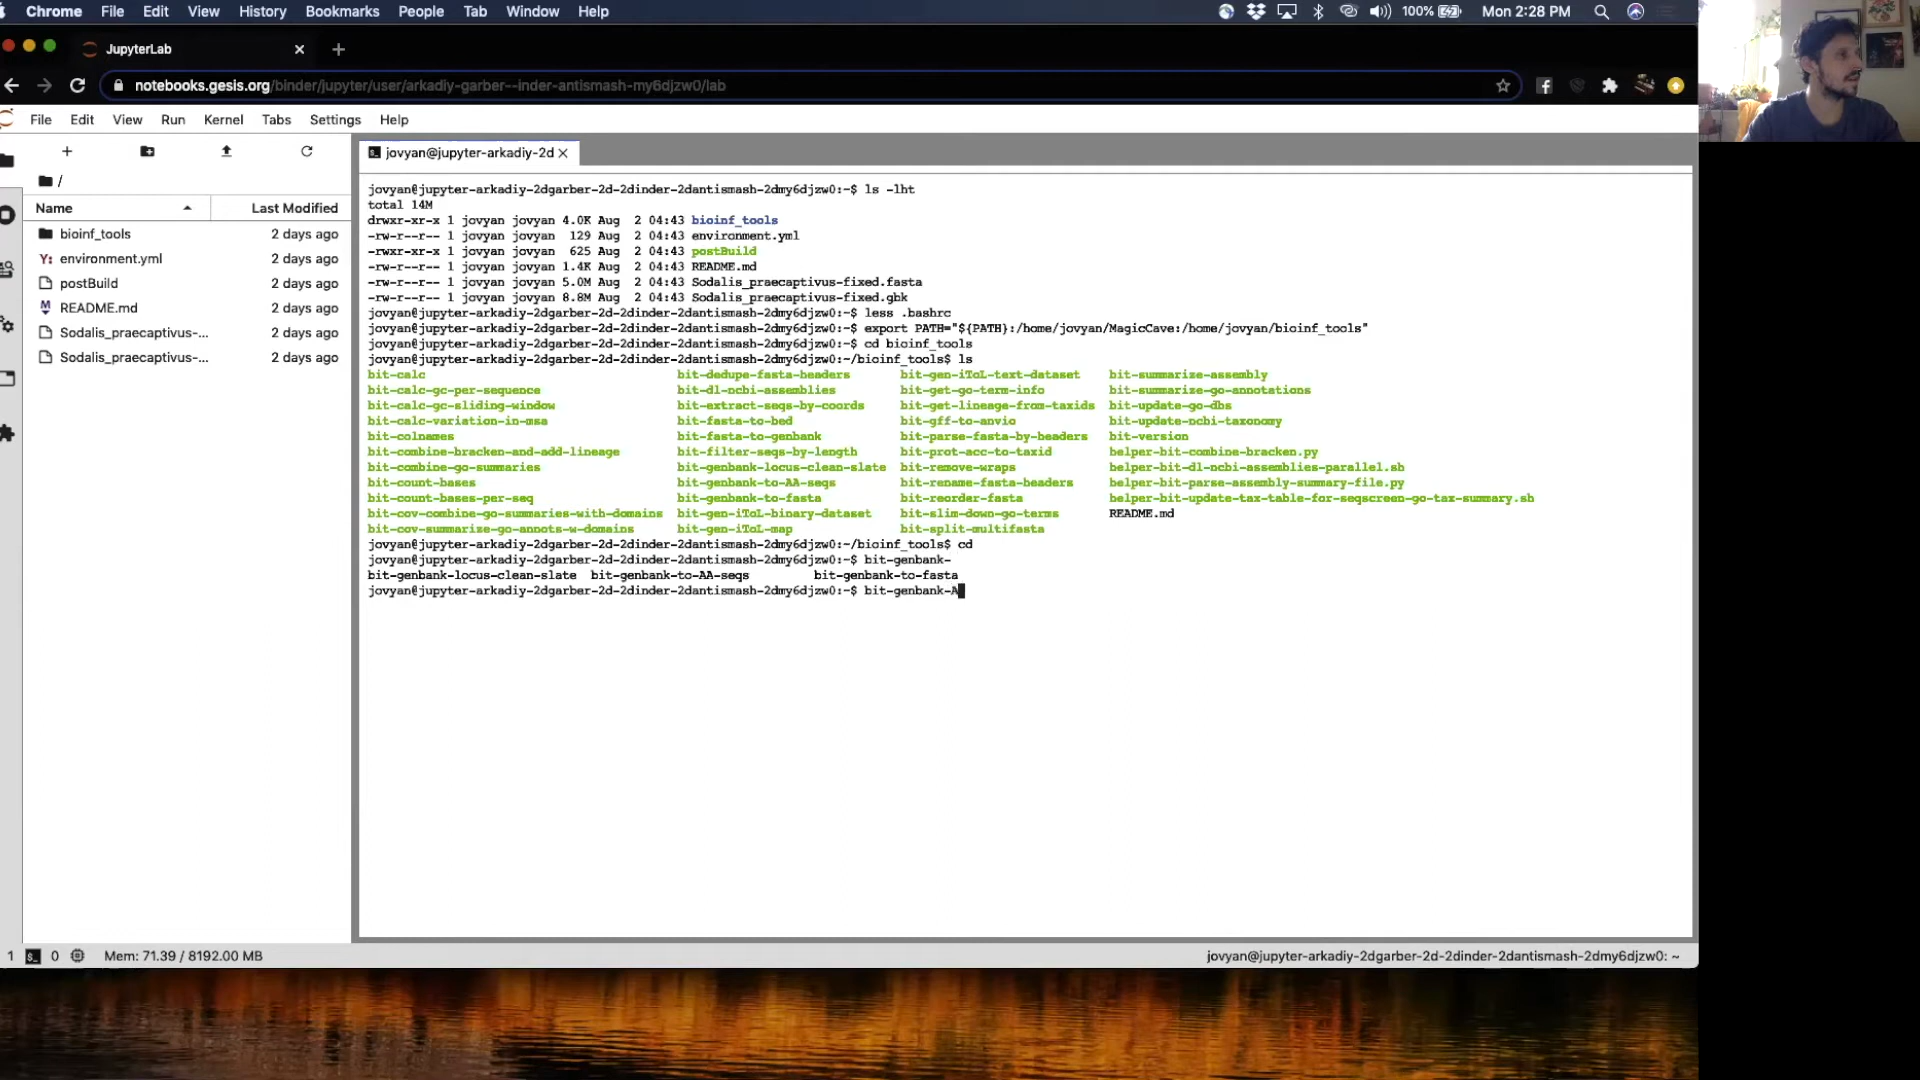 Chrome File Edit View History Bookmarks People Tab Window Help 100% Mon 2:28 PM
JupyterLab
notebooks.gesis.org/binder/jupyter/user/arkadiy-garber--inder-antismash-my6djzw0/lab
File Edit View Run Kernel Tabs Settings Help
jovyan@jupyter-arkadiy-2d
/
Name Last Modified
bioinf_tools 2 days ago
environment.yml 2 days ago
postBuild 2 days ago
README.md 2 days ago
Sodalis_praecaptivus-... 2 days ago
Sodalis_praecaptivus-... 2 days ago
jovyan@jupyter-arkadiy-2dgarber-2d-2dinder-2dantismash-2dmy6djzw0:~$ ls -lht
total 14M
drwxr-xr-x 1 jovyan jovyan 4.0K Aug 2 04:43 bioinf_tools
-rw-r--r-- 1 jovyan jovyan 129 Aug 2 04:43 environment.yml
-rwxr-xr-x 1 jovyan jovyan 625 Aug 2 04:43 postBuild
-rw-r--r-- 1 jovyan jovyan 1.4K Aug 2 04:43 README.md
-rw-r--r-- 1 jovyan jovyan 5.0M Aug 2 04:43 Sodalis_praecaptivus-fixed.fasta
-rw-r--r-- 1 jovyan jovyan 8.8M Aug 2 04:43 Sodalis_praecaptivus-fixed.gbk
jovyan@jupyter-arkadiy-2dgarber-2d-2dinder-2dantismash-2dmy6djzw0:~$ less .bashrc
jovyan@jupyter-arkadiy-2dgarber-2d-2dinder-2dantismash-2dmy6djzw0:~$ export PATH="${PATH}:/home/jovyan/MagicCave:/home/jovyan/bioinf_tools"
jovyan@jupyter-arkadiy-2dgarber-2d-2dinder-2dantismash-2dmy6djzw0:~$ cd bioinf_tools
jovyan@jupyter-arkadiy-2dgarber-2d-2dinder-2dantismash-2dmy6djzw0:~/bioinf_tools$ ls
bit-calc bit-dedupe-fasta-headers bit-gen-iToL-text-dataset bit-summarize-assembly
bit-calc-gc-per-sequence bit-dl-ncbi-assemblies bit-get-go-term-info bit-summarize-go-annotations
bit-calc-gc-sliding-window bit-extract-seqs-by-coords bit-get-lineage-from-taxids bit-update-go-dbs
bit-calc-variation-in-msa bit-fasta-to-bed bit-gff-to-anvio bit-update-ncbi-taxonomy
bit-colnames bit-fasta-to-genbank bit-parse-fasta-by-headers bit-version
bit-combine-bracken-and-add-lineage bit-filter-seqs-by-length bit-prot-acc-to-taxid helper-bit-combine-bracken.py
bit-combine-go-summaries bit-genbank-locus-clean-slate bit-remove-wraps helper-bit-dl-ncbi-assemblies-parallel.sh
bit-count-bases bit-genbank-to-AA-seqs bit-rename-fasta-headers helper-bit-parse-assembly-summary-file.py
bit-count-bases-per-seq bit-genbank-to-fasta bit-reorder-fasta helper-bit-update-tax-table-for-seqscreen-go-tax-summary.sh
bit-cov-combine-go-summaries-with-domains bit-gen-iToL-binary-dataset bit-slim-down-go-terms README.md
bit-cov-summarize-go-annots-w-domains bit-gen-iToL-map bit-split-multifasta
jovyan@jupyter-arkadiy-2dgarber-2d-2dinder-2dantismash-2dmy6djzw0:~/bioinf_tools$ cd
jovyan@jupyter-arkadiy-2dgarber-2d-2dinder-2dantismash-2dmy6djzw0:~$ bit-genbank-
bit-genbank-locus-clean-slate bit-genbank-to-AA-seqs bit-genbank-to-fasta
jovyan@jupyter-arkadiy-2dgarber-2d-2dinder-2dantismash-2dmy6djzw0:~$ bit-genbank-A
1 0 Mem: 71.39 / 8192.00 MB jovyan@jupyter-arkadiy-2dgarber-2d-2dinder-2dantismash-2dmy6djzw0: ~